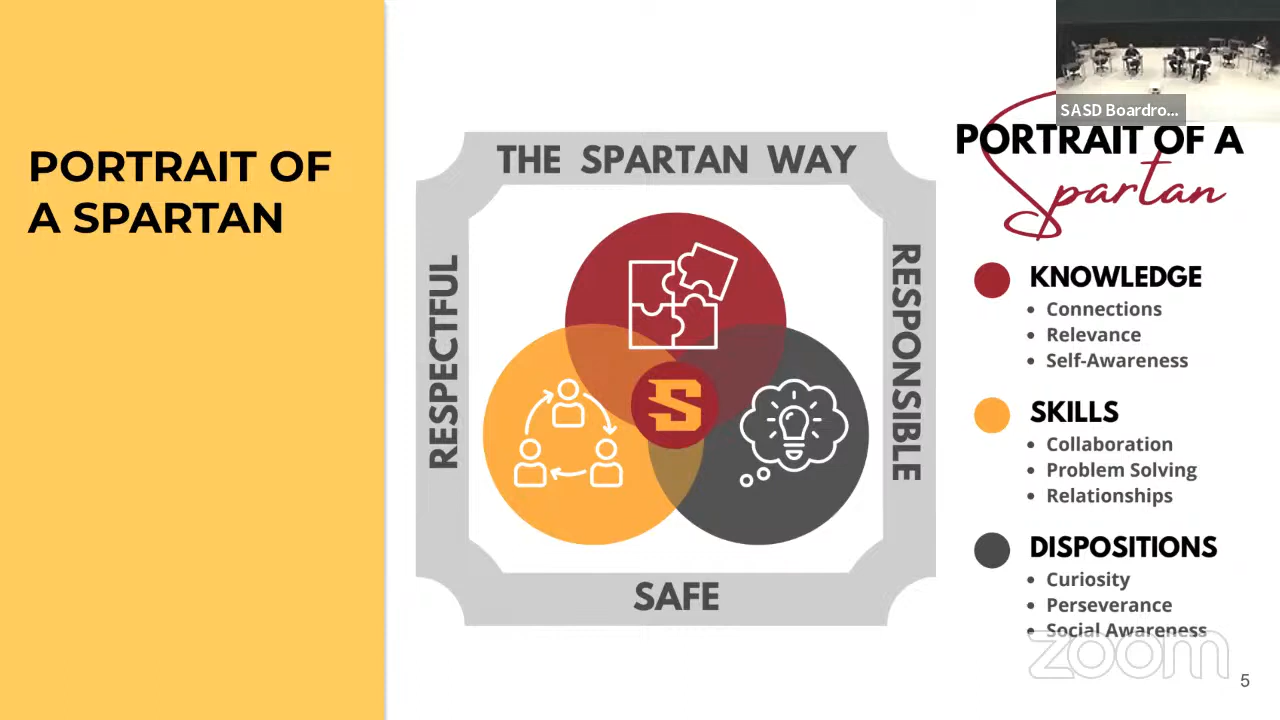 PORTRAIT OF
A SPARTAN
THE SPARTAN WAY
RESPECTFUL
RESPONSIBLE
SAFE
S
SASD Boardro...
PORTRAIT OF A
Spartan
KNOWLEDGE
• Connections
• Relevance
• Self-Awareness
SKILLS
• Collaboration
• Problem Solving
• Relationships
DISPOSITIONS
• Curiosity
• Perseverance
• Social Awareness
zoom
5